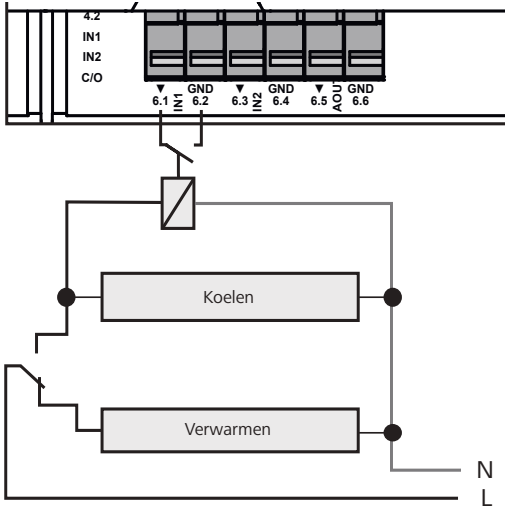 4.2
IN1
IN2
C/O
▼ GND ▼ GND ▼ GND
6.1 IN1 6.2 6.3 IN2 6.4 6.5 AOUT 6.6
Koelen
Verwarmen
N
L